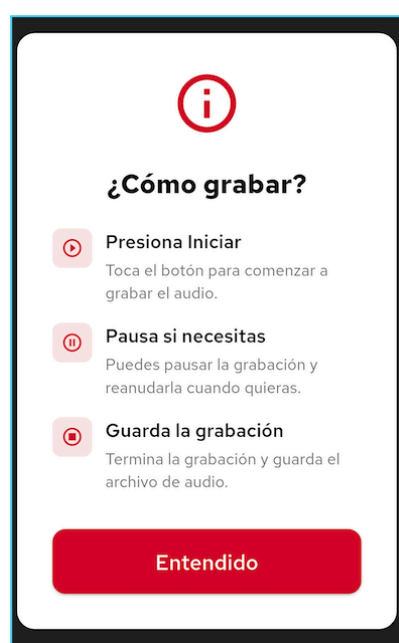 ¿Cómo grabar?
Presiona Iniciar
Toca el botón para comenzar a
grabar el audio.
Pausa si necesitas
Puedes pausar la grabación y
reanudarla cuando quieras.
Guarda la grabación
Termina la grabación y guarda el
archivo de audio.
Entendido